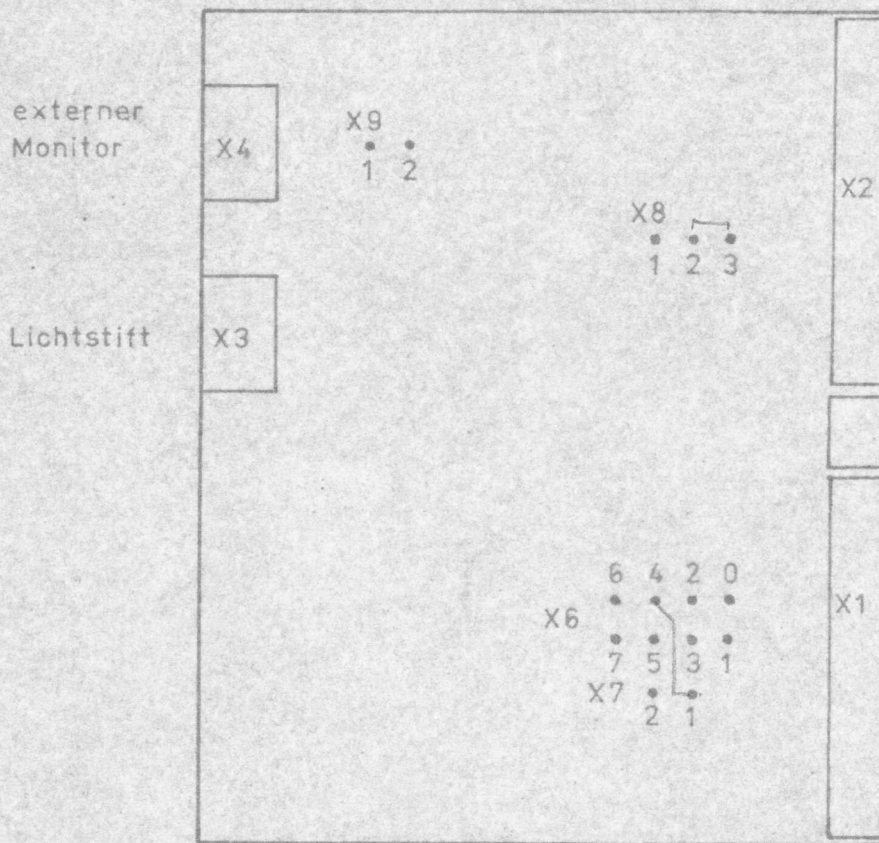 externer
Monitor
X4
X9
1 2
X2
X8
1 2 3
Lichtstift
X3
6 4 2 0
X6
X1
7 5 3 1
X7
2 1